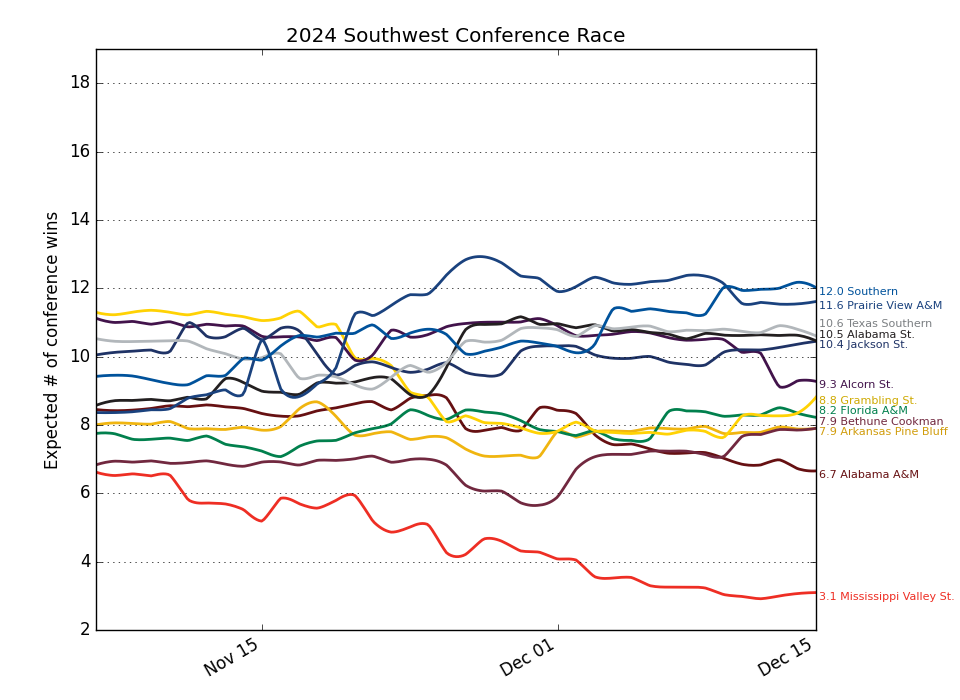 2024 Southwest Conference Race
Expected # of conference wins
18
16
14
12
10
8
6
4
2
Nov 15
Dec 01
Dec 15
12.0 Southern
11.6 Prairie View A&M
10.6 Texas Southern
10.5 Alabama St.
10.4 Jackson St.
9.3 Alcorn St.
8.8 Grambling St.
8.2 Florida A&M
7.9 Bethune Cookman
7.9 Arkansas Pine Bluff
6.7 Alabama A&M
3.1 Mississippi Valley St.